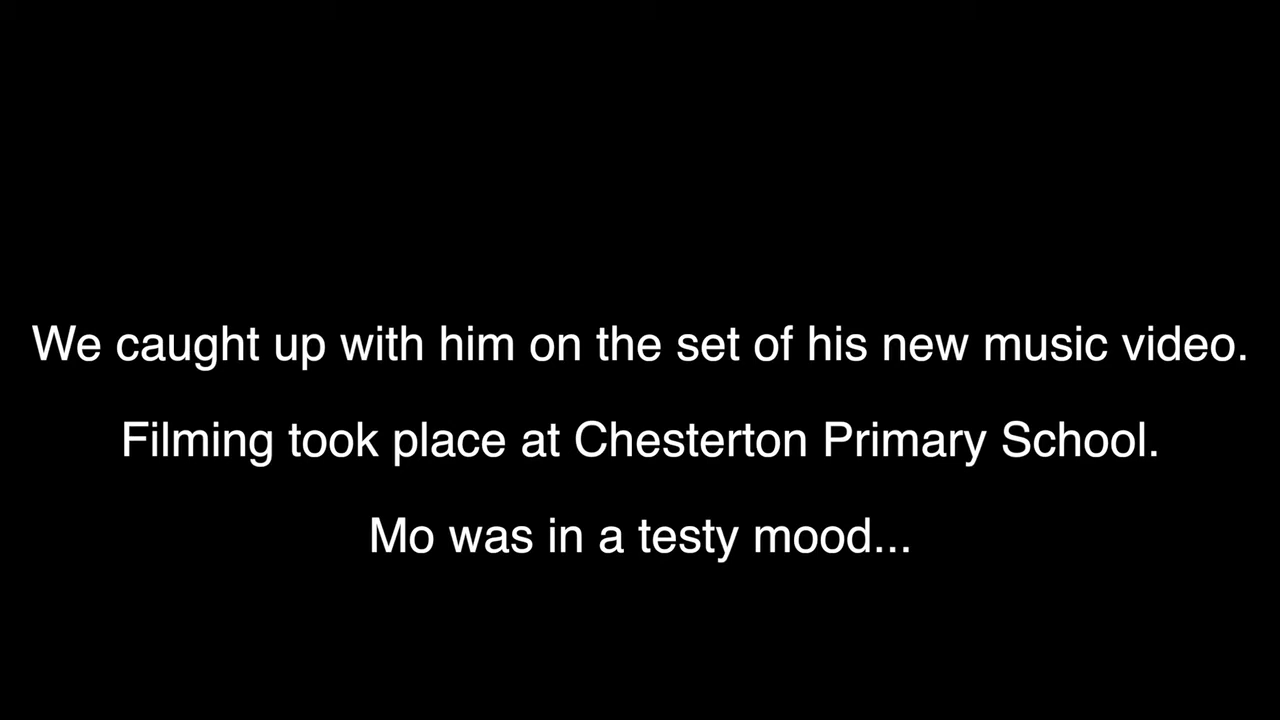 We caught up with him on the set of his new music video.
Filming took place at Chesterton Primary School.
Mo was in a testy mood...